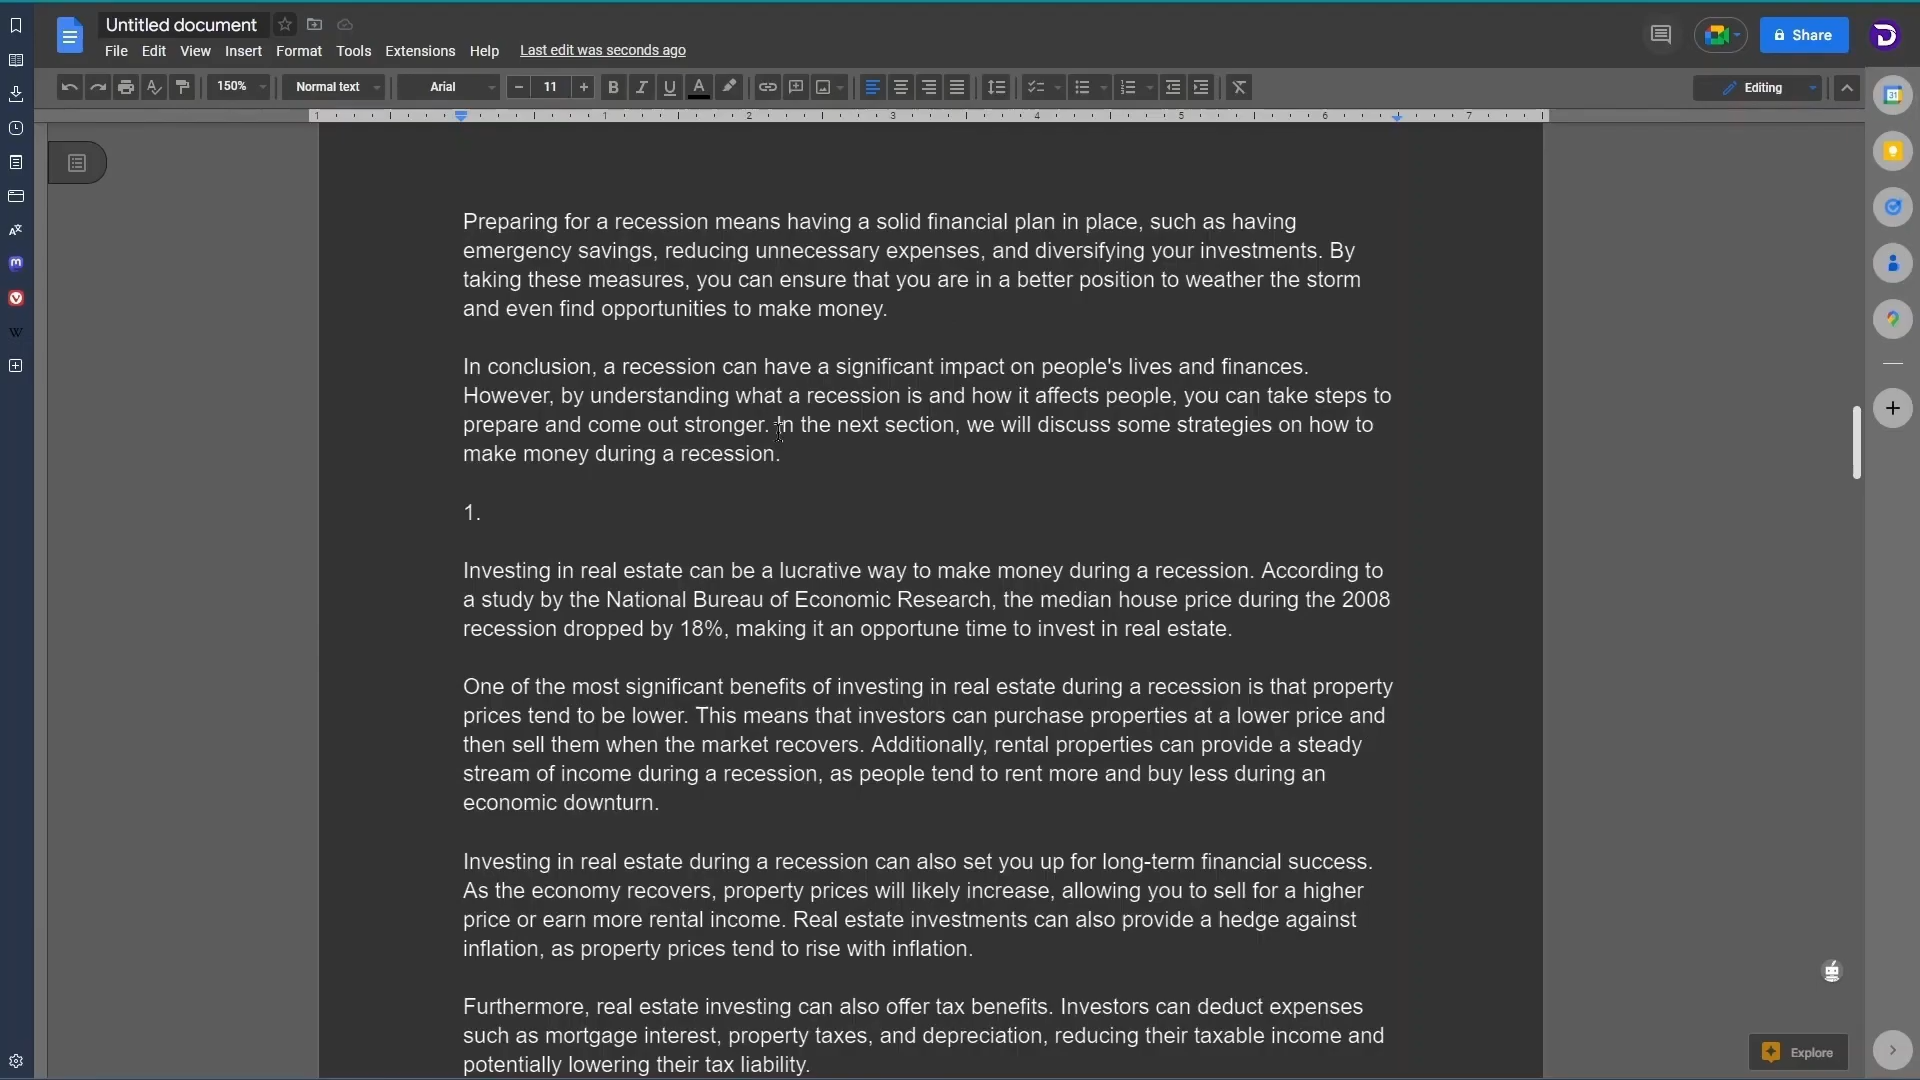 Untitled document
File Edit View Insert Format Tools Extensions Help Last edit was seconds ago
Share
150% Normal text Arial − 11 + B I U A Editing
1 1 2 3 4 5 6 7
31
Preparing for a recession means having a solid financial plan in place, such as having
emergency savings, reducing unnecessary expenses, and diversifying your investments. By
taking these measures, you can ensure that you are in a better position to weather the storm
and even find opportunities to make money.
In conclusion, a recession can have a significant impact on people's lives and finances.
However, by understanding what a recession is and how it affects people, you can take steps to
prepare and come out stronger. In the next section, we will discuss some strategies on how to
make money during a recession.
1.
Investing in real estate can be a lucrative way to make money during a recession. According to
a study by the National Bureau of Economic Research, the median house price during the 2008
recession dropped by 18%, making it an opportune time to invest in real estate.
One of the most significant benefits of investing in real estate during a recession is that property
prices tend to be lower. This means that investors can purchase properties at a lower price and
then sell them when the market recovers. Additionally, rental properties can provide a steady
stream of income during a recession, as people tend to rent more and buy less during an
economic downturn.
Investing in real estate during a recession can also set you up for long-term financial success.
As the economy recovers, property prices will likely increase, allowing you to sell for a higher
price or earn more rental income. Real estate investments can also provide a hedge against
inflation, as property prices tend to rise with inflation.
Furthermore, real estate investing can also offer tax benefits. Investors can deduct expenses
such as mortgage interest, property taxes, and depreciation, reducing their taxable income and
potentially lowering their tax liability.
Explore